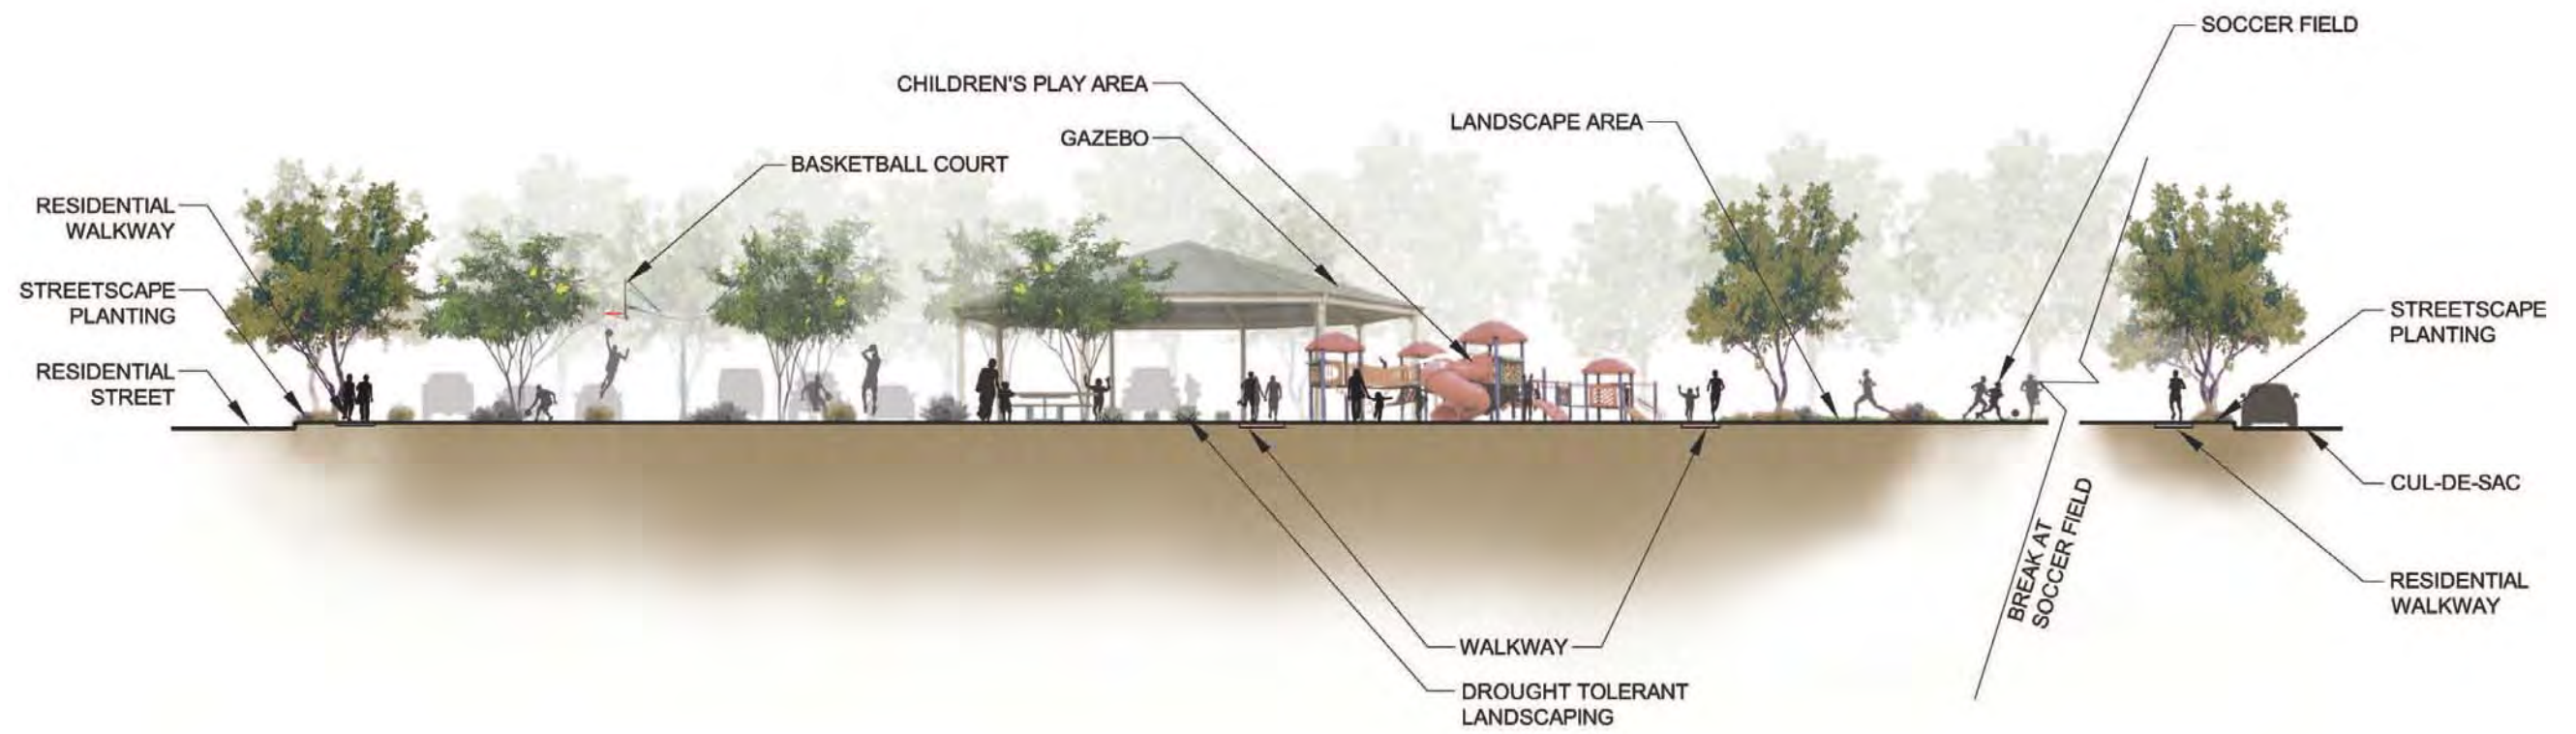 SOCCER FIELD
CHILDREN'S PLAY AREA
LANDSCAPE AREA
GAZEBO
BASKETBALL COURT
RESIDENTIAL
WALKWAY
STREETSCAPE
PLANTING
RESIDENTIAL
STREET
STREETSCAPE
PLANTING
CUL-DE-SAC
BREAK AT
SOCCER FIELD
RESIDENTIAL
WALKWAY
WALKWAY
DROUGHT TOLERANT
LANDSCAPING